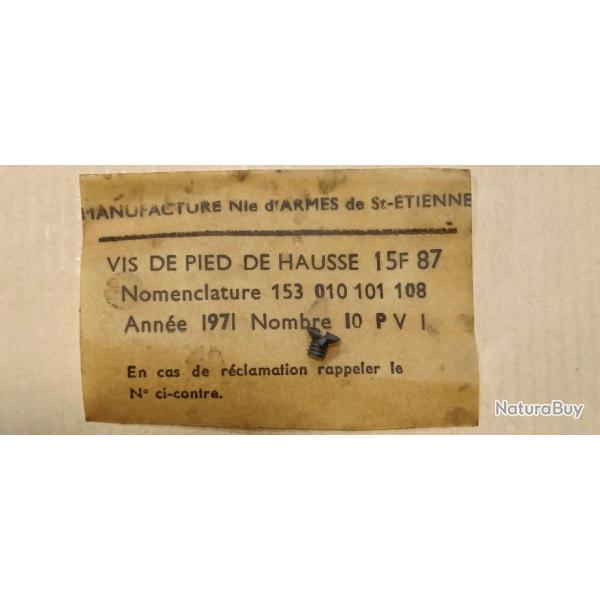 MANUFACTURE Nle d'ARMES de St-ETIENNE
VIS DE PIED DE HAUSSE 15F 87
Nomenclature 153 010 101 108
Année 1971 Nombre 10 P V 1
En cas de réclamation rappeler le
N° ci-contre.
NaturaBuy